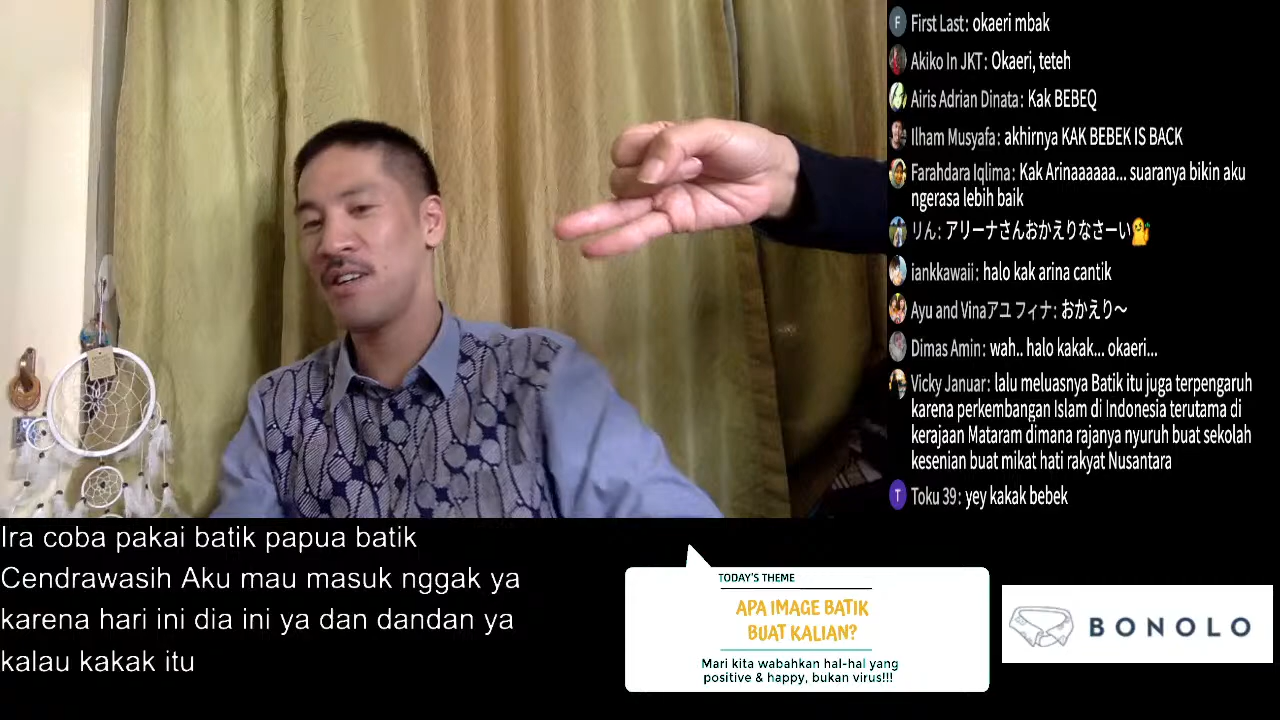 First Last: okaeri mbak
Akiko In JKT: Okaeri, teteh
Airis Adrian Dinata: Kak BEBEQ
Ilham Musyafa: akhirnya KAK BEBEK IS BACK
Farahdara Iqlima: Kak Arinaaaaaa... suaranya bikin aku
ngerasa lebih baik
りん: アリーナさんおかえりなさーい
iankkawaii: halo kak arina cantik
Ayu and Vinaアユ フィナ: おかえり〜
Dimas Amin: wah.. halo kakak... okaeri...
Vicky Januar: lalu meluasnya Batik itu juga terpengaruh
karena perkembangan Islam di Indonesia terutama di
kerajaan Mataram dimana rajanya nyuruh buat sekolah
kesenian buat mikat hati rakyat Nusantara
Toku 39: yey kakak bebek
Ira coba pakai batik papua batik
Cendrawasih Aku mau masuk nggak ya
karena hari ini dia ini ya dan dandan ya
kalau kakak itu
TODAY'S THEME
APA IMAGE BATIK
BUAT KALIAN?
Mari kita wabahkan hal-hal yang
positive & happy, bukan virus!!!
BONOLO